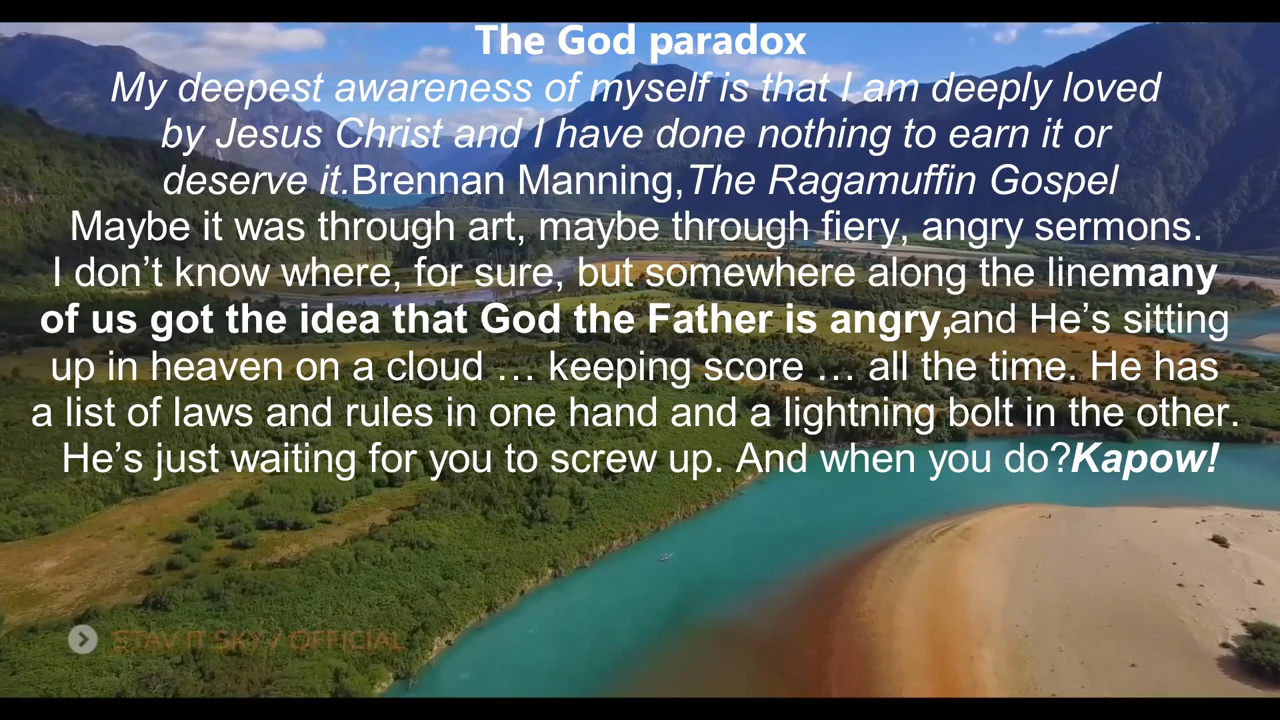 The God paradox
My deepest awareness of myself is that I am deeply loved
by Jesus Christ and I have done nothing to earn it or
deserve it.Brennan Manning,The Ragamuffin Gospel
Maybe it was through art, maybe through fiery, angry sermons.
I don’t know where, for sure, but somewhere along the linemany
of us got the idea that God the Father is angry,and He’s sitting
up in heaven on a cloud … keeping score … all the time. He has
a list of laws and rules in one hand and a lightning bolt in the other.
He’s just waiting for you to screw up. And when you do?Kapow!
STAV IT SKY / OFFICIAL